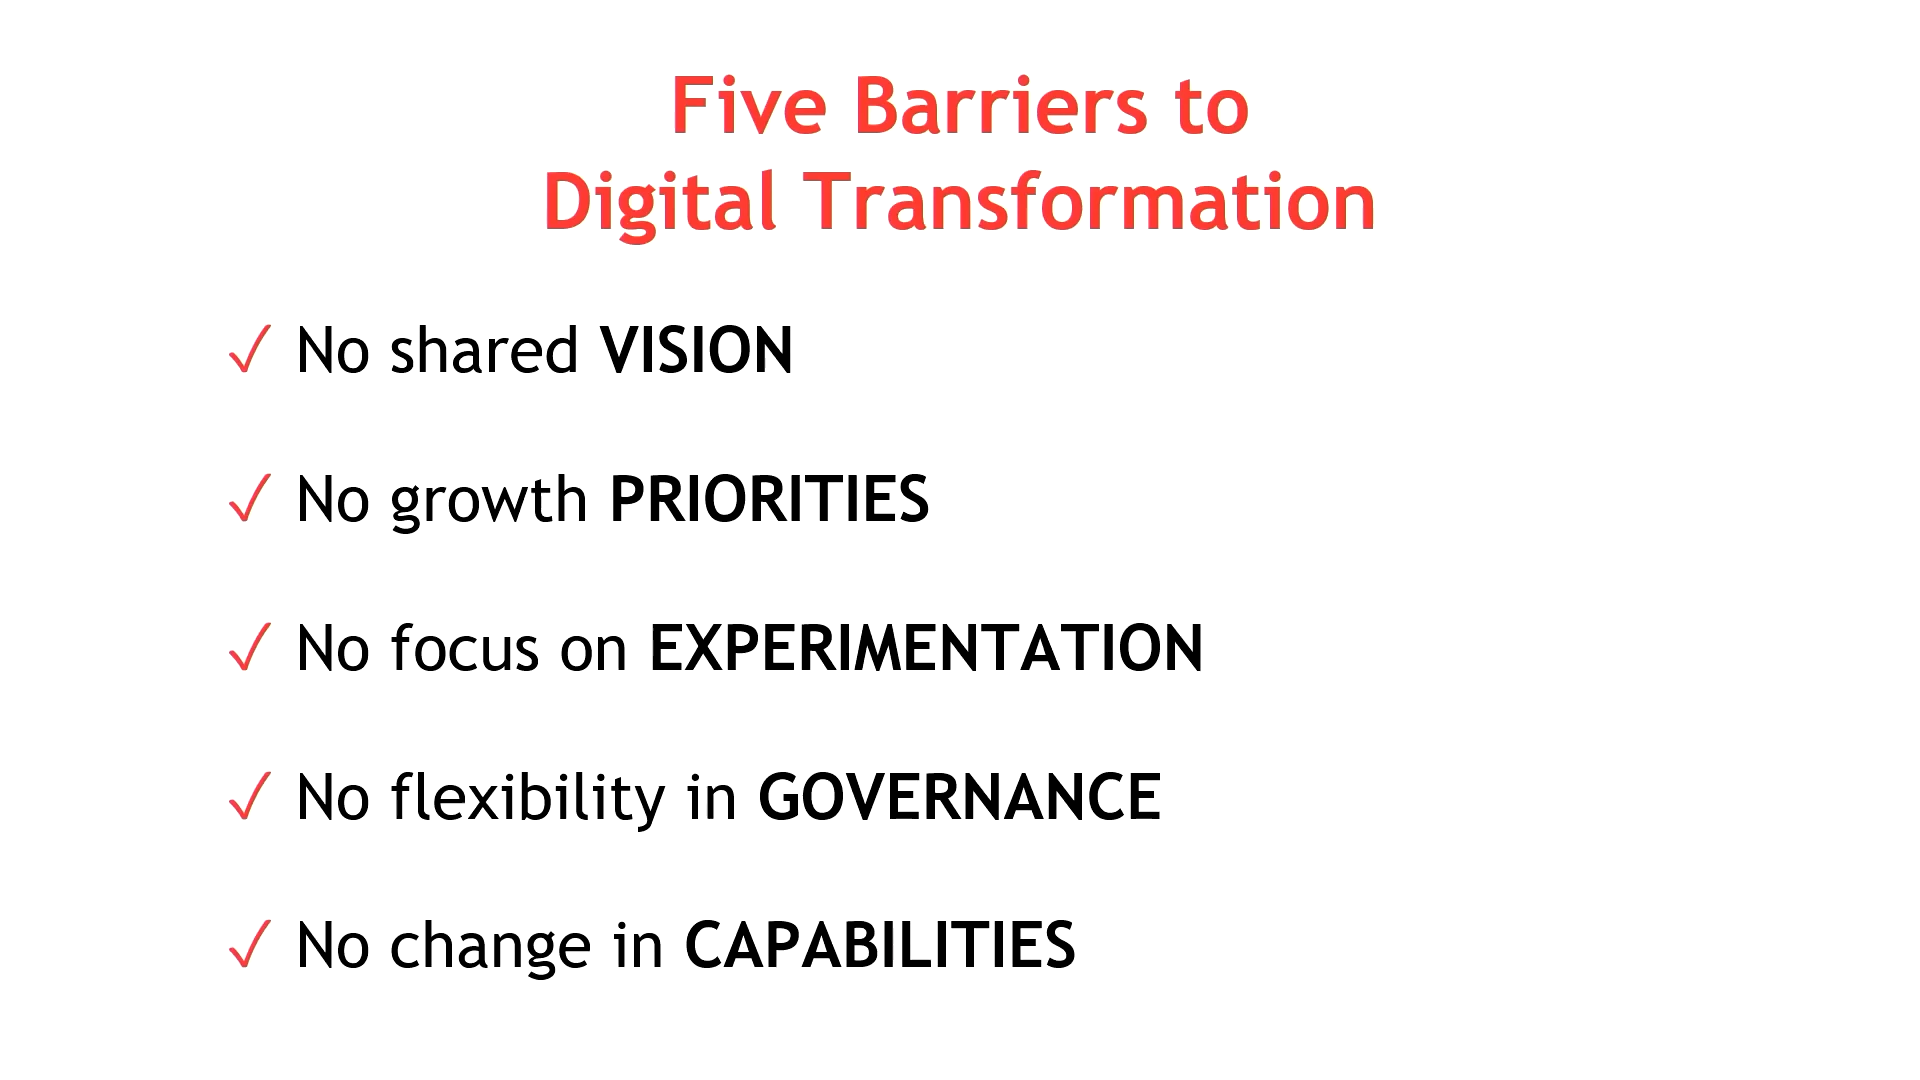 Five Barriers to
Digital Transformation
✓ No shared VISION
✓ No growth PRIORITIES
✓ No focus on EXPERIMENTATION
✓ No flexibility in GOVERNANCE
✓ No change in CAPABILITIES